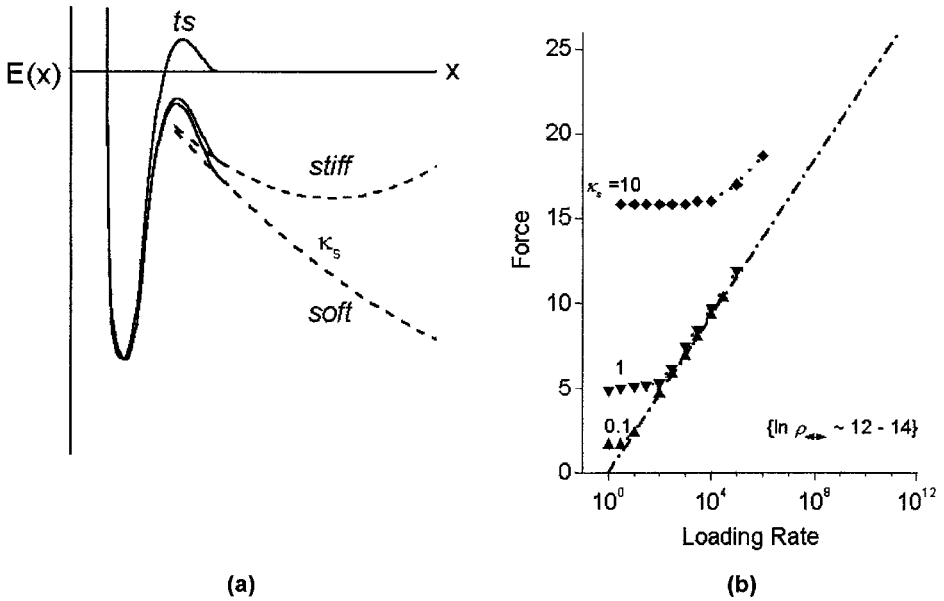 ts
E(x)
x
stiff
κs
soft
(a)
25
20
κs =10
15
Force
10
1
5
0.1
{ln ρ↔ ~ 12 - 14}
0
10^0 10^4 10^8 10^12
Loading Rate
(b)